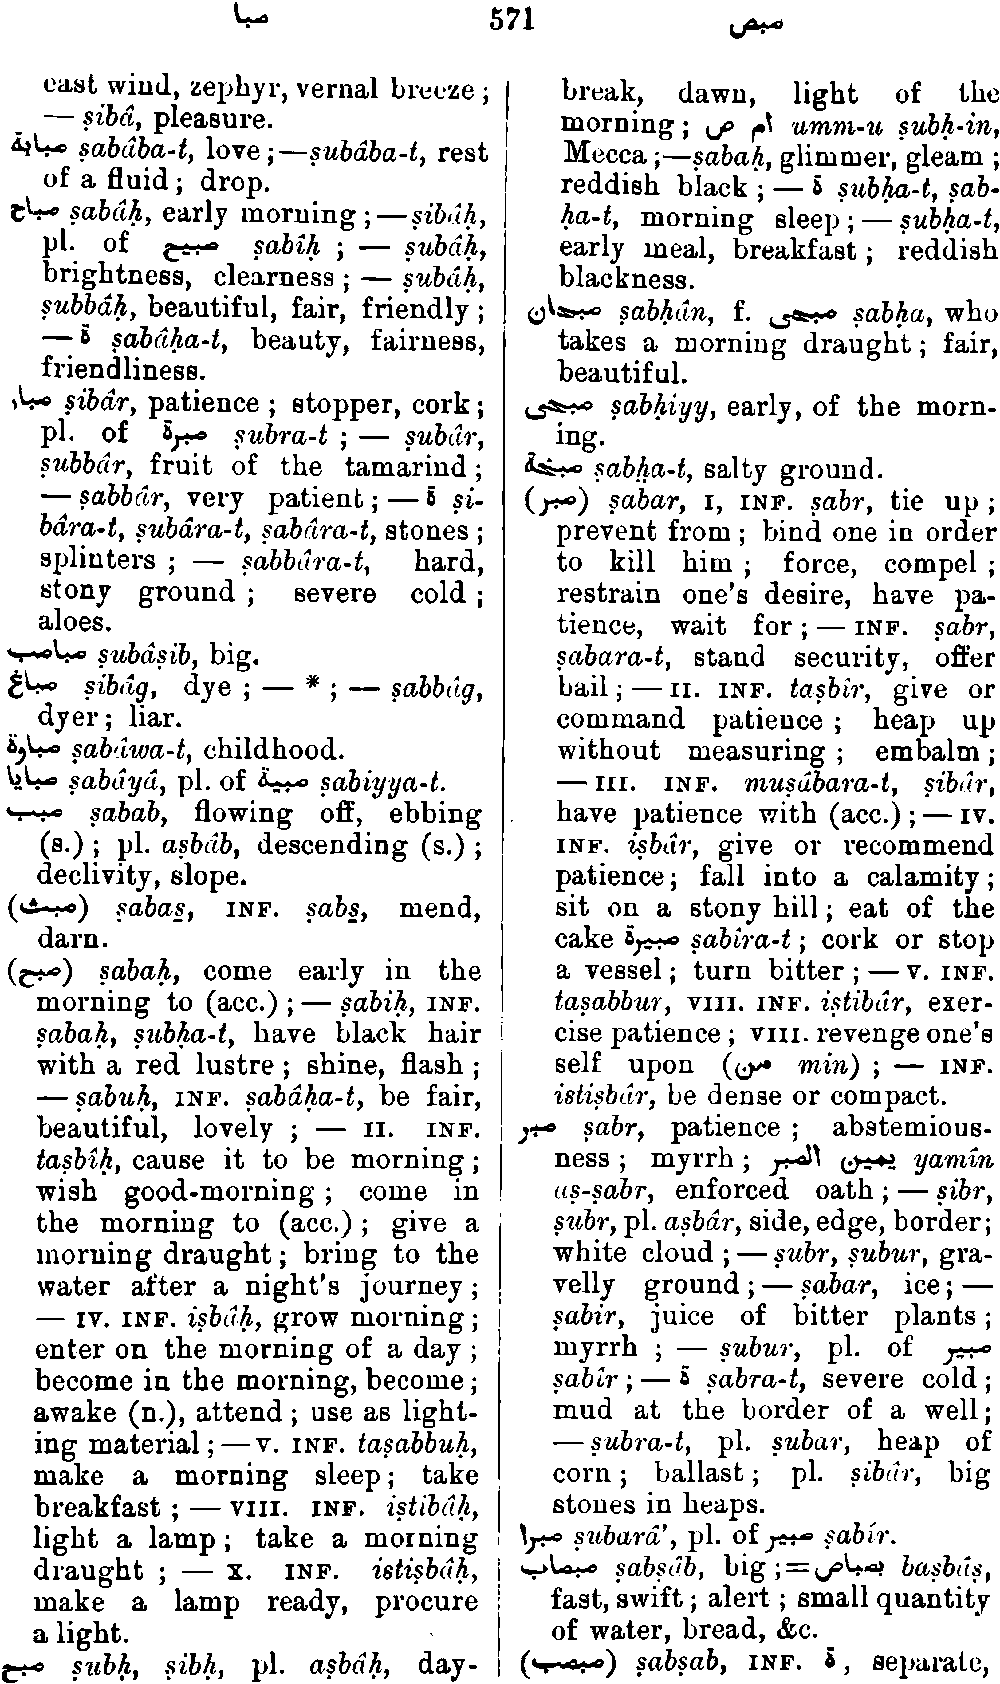 صبا 571 صبص
east wind, zephyr, vernal breeze ;
— ṣibâ, pleasure.
صبابة ṣabâba-t, love ;—ṣubâba-t, rest
of a fluid ; drop.
صباح ṣabâḥ, early morning ;—ṣibâḥ,
pl. of صبيح ṣabîḥ ; — ṣubâḥ,
brightness, clearness ; — ṣubâḥ,
ṣubbâḥ, beautiful, fair, friendly ;
— ة ṣabâḥa-t, beauty, fairness,
friendliness.
صبار ṣibâr, patience ; stopper, cork ;
pl. of صبرة ṣubra-t ; — ṣubâr,
ṣubbâr, fruit of the tamarind ;
— ṣabbâr, very patient ; — ة ṣi-
bâra-t, ṣubâra-t, ṣabâra-t, stones ;
splinters ; — ṣabbâra-t, hard,
stony ground ; severe cold ;
aloes.
صباصب ṣubâṣib, big.
صباغ ṣibâg, dye ; — * ; — ṣabbâg,
dyer ; liar.
صباوة ṣabâwa-t, childhood.
صبايا ṣabâyâ, pl. of صبية ṣabiyya-t.
صبب ṣabab, flowing off, ebbing
(s.) ; pl. aṣbâb, descending (s.) ;
declivity, slope.
(صبث) ṣabas̱, INF. ṣabs̱, mend,
darn.
(صبح) ṣabaḥ, come early in the
morning to (acc.) ; — ṣabiḥ, INF.
ṣabaḥ, ṣubḥa-t, have black hair
with a red lustre ; shine, flash ;
— ṣabuḥ, INF. ṣabâḥa-t, be fair,
beautiful, lovely ; — II. INF.
taṣbîḥ, cause it to be morning ;
wish good-morning ; come in
the morning to (acc.) ; give a
morning draught ; bring to the
water after a night's journey ;
— IV. INF. iṣbâḥ, grow morning ;
enter on the morning of a day ;
become in the morning, become ;
awake (n.), attend ; use as light-
ing material ; — V. INF. taṣabbuḥ,
make a morning sleep ; take
breakfast ; — VIII. INF. iṣtibâḥ,
light a lamp ; take a morning
draught ; — X. INF. istiṣbâḥ,
make a lamp ready, procure
a light.
صبح ṣubḥ, ṣibḥ, pl. aṣbâḥ, day-
break, dawn, light of the
morning ; ام ص umm-u ṣubḥ-in,
Mecca ;—ṣabaḥ, glimmer, gleam ;
reddish black ; — ة ṣubḥa-t, ṣab-
ḥa-t, morning sleep ; — ṣubḥa-t,
early meal, breakfast ; reddish
blackness.
صبحان ṣabḥân, f. صبحى ṣabḥa, who
takes a morning draught ; fair,
beautiful.
صبحى ṣabḥiyy, early, of the morn-
ing.
صبخة ṣabḥa-t, salty ground.
(صبر) ṣabar, I, INF. ṣabr, tie up ;
prevent from ; bind one in order
to kill him ; force, compel ;
restrain one's desire, have pa-
tience, wait for ; — INF. ṣabr,
ṣabara-t, stand security, offer
bail ; — II. INF. taṣbîr, give or
command patience ; heap up
without measuring ; embalm ;
— III. INF. muṣâbara-t, ṣibâr,
have patience with (acc.) ; — IV.
INF. iṣbâr, give or recommend
patience ; fall into a calamity ;
sit on a stony hill ; eat of the
cake صبيرة ṣabîra-t ; cork or stop
a vessel ; turn bitter ; — V. INF.
taṣabbur, VIII. INF. iṣtibâr, exer-
cise patience ; VIII. revenge one's
self upon (من min) ; — INF.
istiṣbâr, be dense or compact.
صبر ṣabr, patience ; abstemious-
ness ; myrrh ; يمين الصبر yamîn
aṣ-ṣabr, enforced oath ; — ṣibr,
ṣubr, pl. aṣbâr, side, edge, border ;
white cloud ; — ṣubr, ṣubur, gra-
velly ground ; — ṣabar, ice ; —
ṣabir, juice of bitter plants ;
myrrh ; — ṣubur, pl. of صبير
ṣabîr ; — ة ṣabra-t, severe cold ;
mud at the border of a well ;
— ṣubra-t, pl. ṣubar, heap of
corn ; ballast ; pl. ṣibâr, big
stones in heaps.
صبرا ṣubarâ', pl. of صبير ṣabîr.
صبصاب ṣabṣâb, big ;= بصباص baṣbâṣ,
fast, swift ; alert ; small quantity
of water, bread, &c.
(صبصب) ṣabṣab, INF. ة, separate,